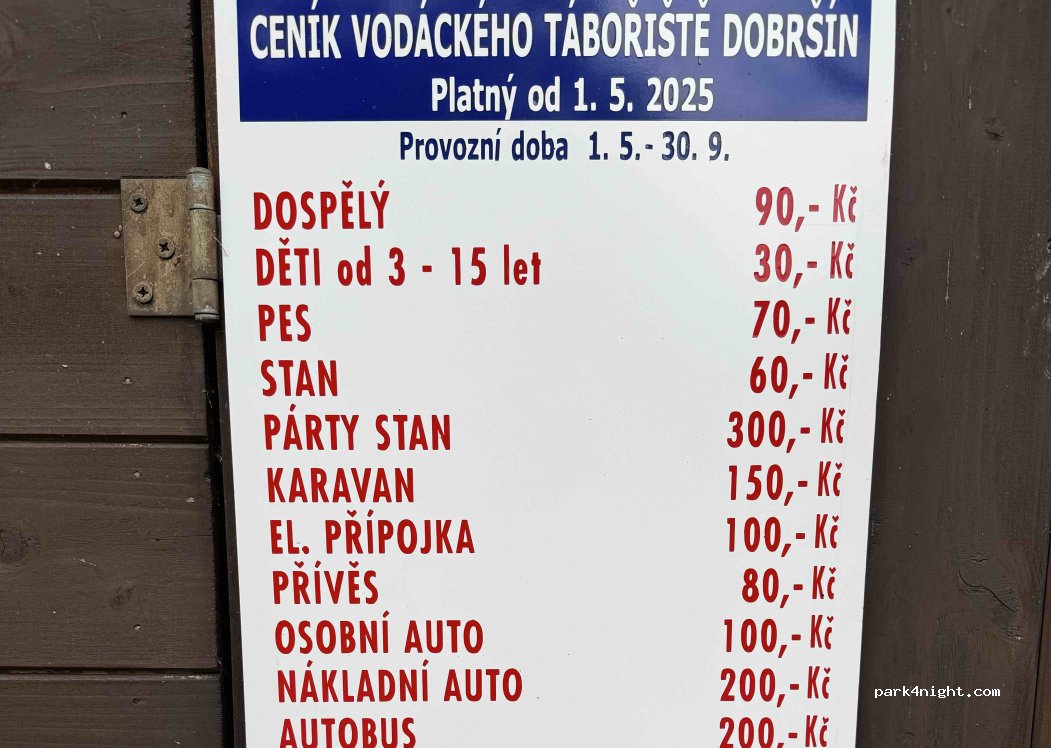 CENÍK VODÁCKÉHO TÁBOŘIŠTĚ DOBRŠÍN
Platný od 1. 5. 2025
Provozní doba 1. 5.- 30. 9.
DOSPĚLÝ 90,- Kč
DĚTI od 3 - 15 let 30,- Kč
PES 70,- Kč
STAN 60,- Kč
PÁRTY STAN 300,- Kč
KARAVAN 150,- Kč
EL. PŘÍPOJKA 100,- Kč
PŘÍVĚS 80,- Kč
OSOBNÍ AUTO 100,- Kč
NÁKLADNÍ AUTO 200,- Kč
AUTOBUS 200,- Kč
park4night.com